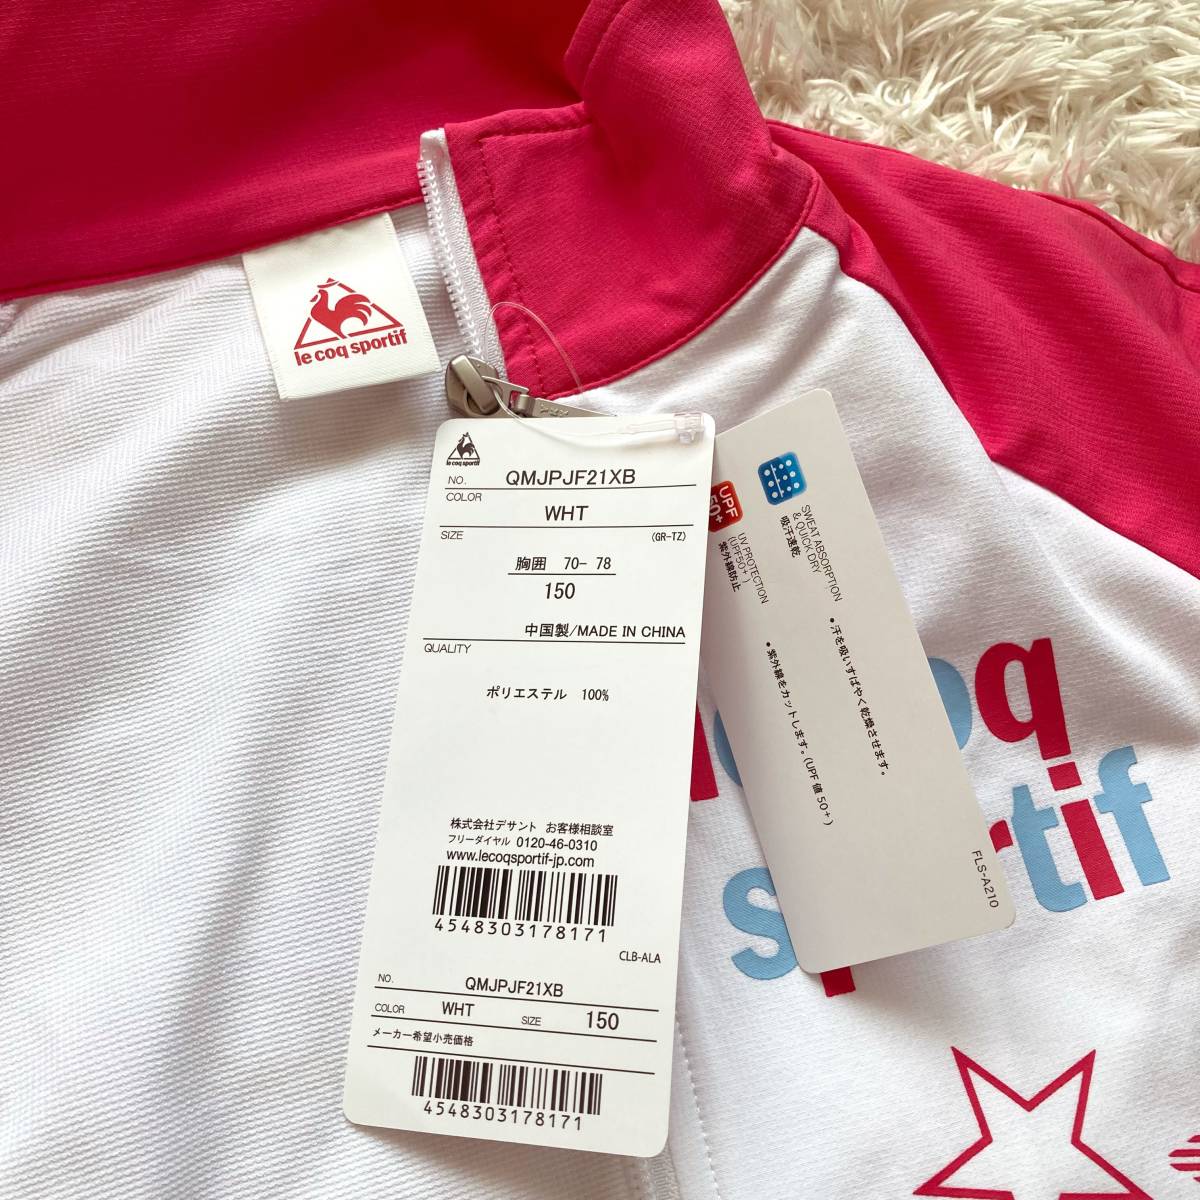 le coq sportif
le coq sportif
NO. QMJPJF21XB
COLOR
WHT
SIZE (GR-TZ)
胸囲 70- 78
150
中国製/MADE IN CHINA
QUALITY
ポリエステル 100%
株式会社デサント お客様相談室
フリーダイヤル 0120-46-0310
www.lecoqsportif-jp.com
4548303178171
CLB-ALA
NO. QMJPJF21XB
COLOR WHT SIZE 150
メーカー希望小売価格
4548303178171
SWEAT ABSORPTION
& QUICK DRY
吸汗速乾
●汗を吸いすばやく乾燥させます。
UPF
50+
UV PROTECTION
(UPF50+)
紫外線防止
●紫外線をカットします。(UPF値50+)
FLS-A210
coq
sportif